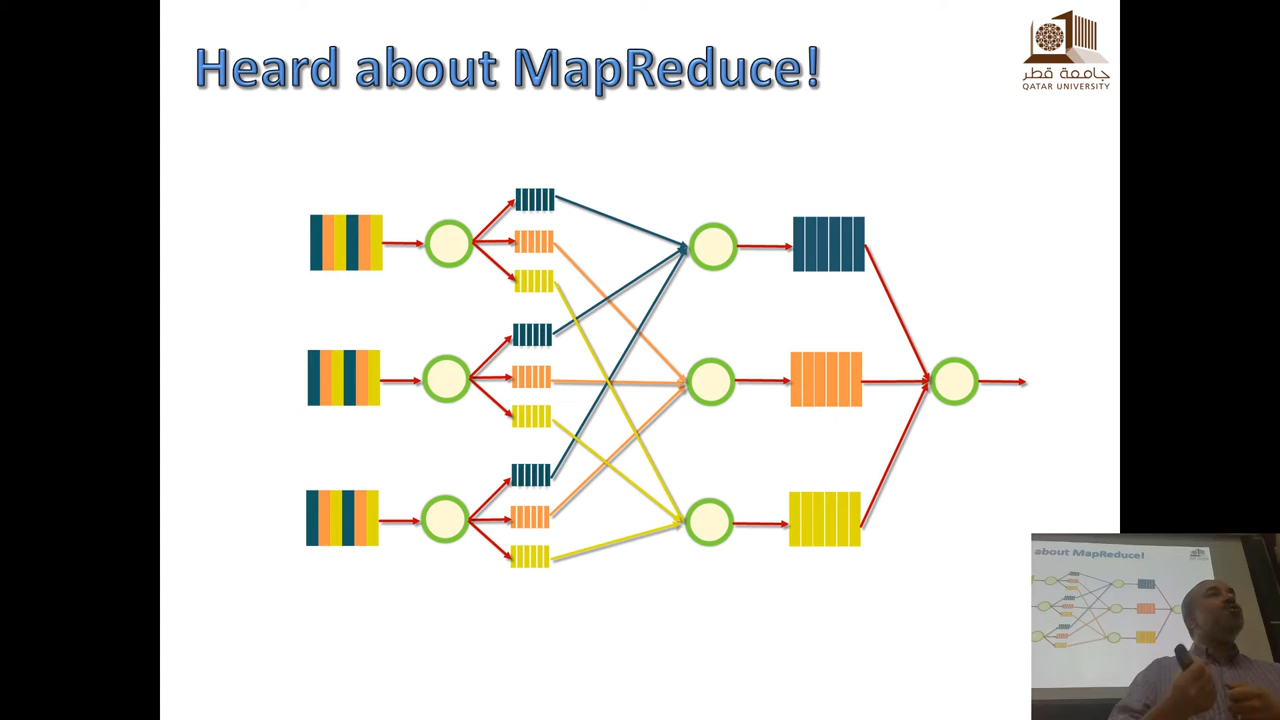 Heard about MapReduce!
جامعة قطر
QATAR UNIVERSITY
about MapReduce!